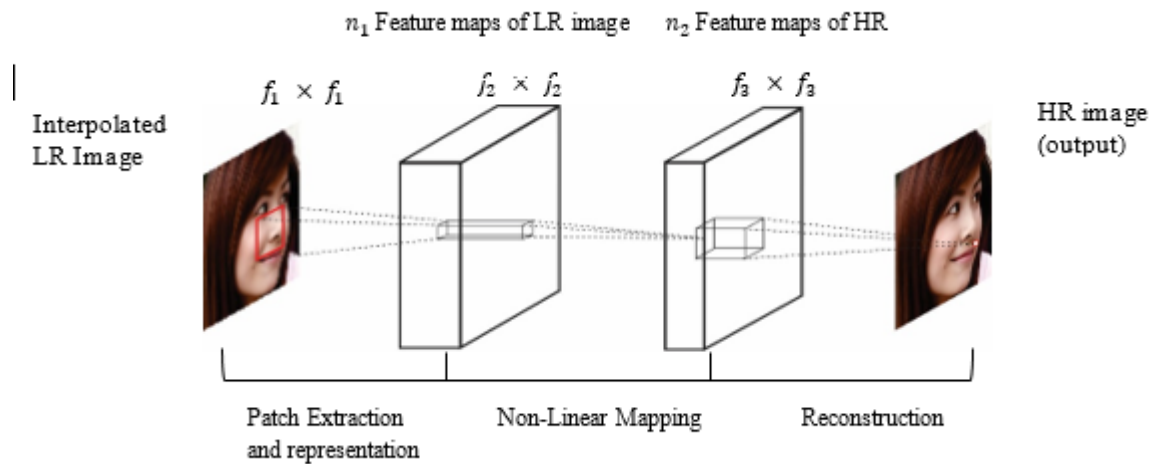 n₁ Feature maps of LR image
n₂ Feature maps of HR
f₁ × f₁
f₂ × f₂
f₃ × f₃
Interpolated
LR Image
HR image
(output)
Patch Extraction
and representation
Non-Linear Mapping
Reconstruction